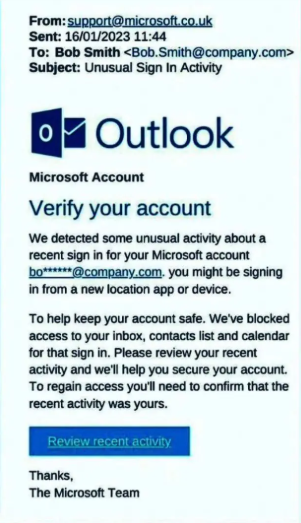 From: support@microsoft.co.uk
Sent: 16/01/2023 11:44
To: Bob Smith <Bob.Smith@company.com>
Subject: Unusual Sign In Activity
o Outlook
Microsoft Account
Verify your account
We detected some unusual activity about a
recent sign in for your Microsoft account
bo******@company.com. you might be signing
in from a new location app or device.
To help keep your account safe. We've blocked
access to your inbox, contacts list and calendar
for that sign in. Please review your recent
activity and we'll help you secure your account.
To regain access you'll need to confirm that the
recent activity was yours.
Review recent activity
Thanks,
The Microsoft Team